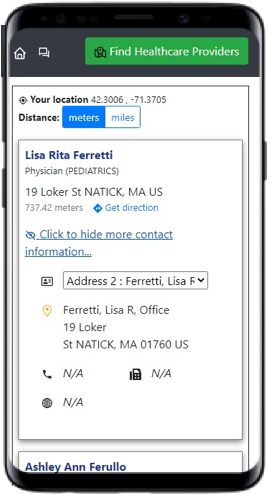 Find Healthcare Providers
Your location 42.3006 , -71.3705
Distance: meters miles
Lisa Rita Ferretti
Physician (PEDIATRICS)
19 Loker St NATICK, MA US
737.42 meters Get direction
Click to hide more contact
information...
Address 2 : Ferretti, Lisa R
Ferretti, Lisa R, Office
19 Loker
St NATICK, MA 01760 US
N/A N/A
N/A
Ashley Ann Ferullo